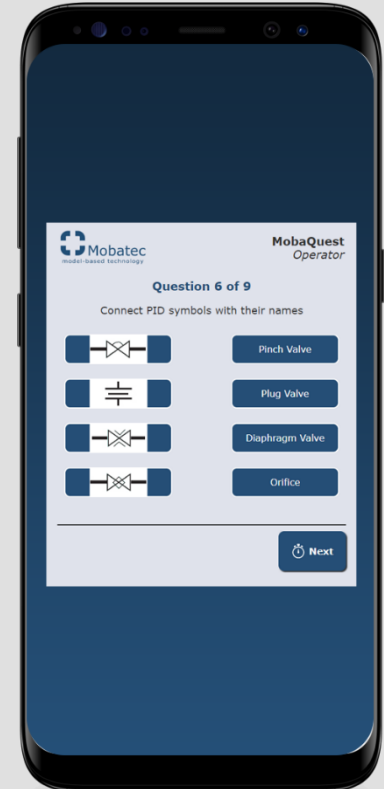 Mobatec
model-based technology
MobaQuest
Operator
Question 6 of 9
Connect PID symbols with their names
Pinch Valve
Plug Valve
Diaphragm Valve
Orifice
Next